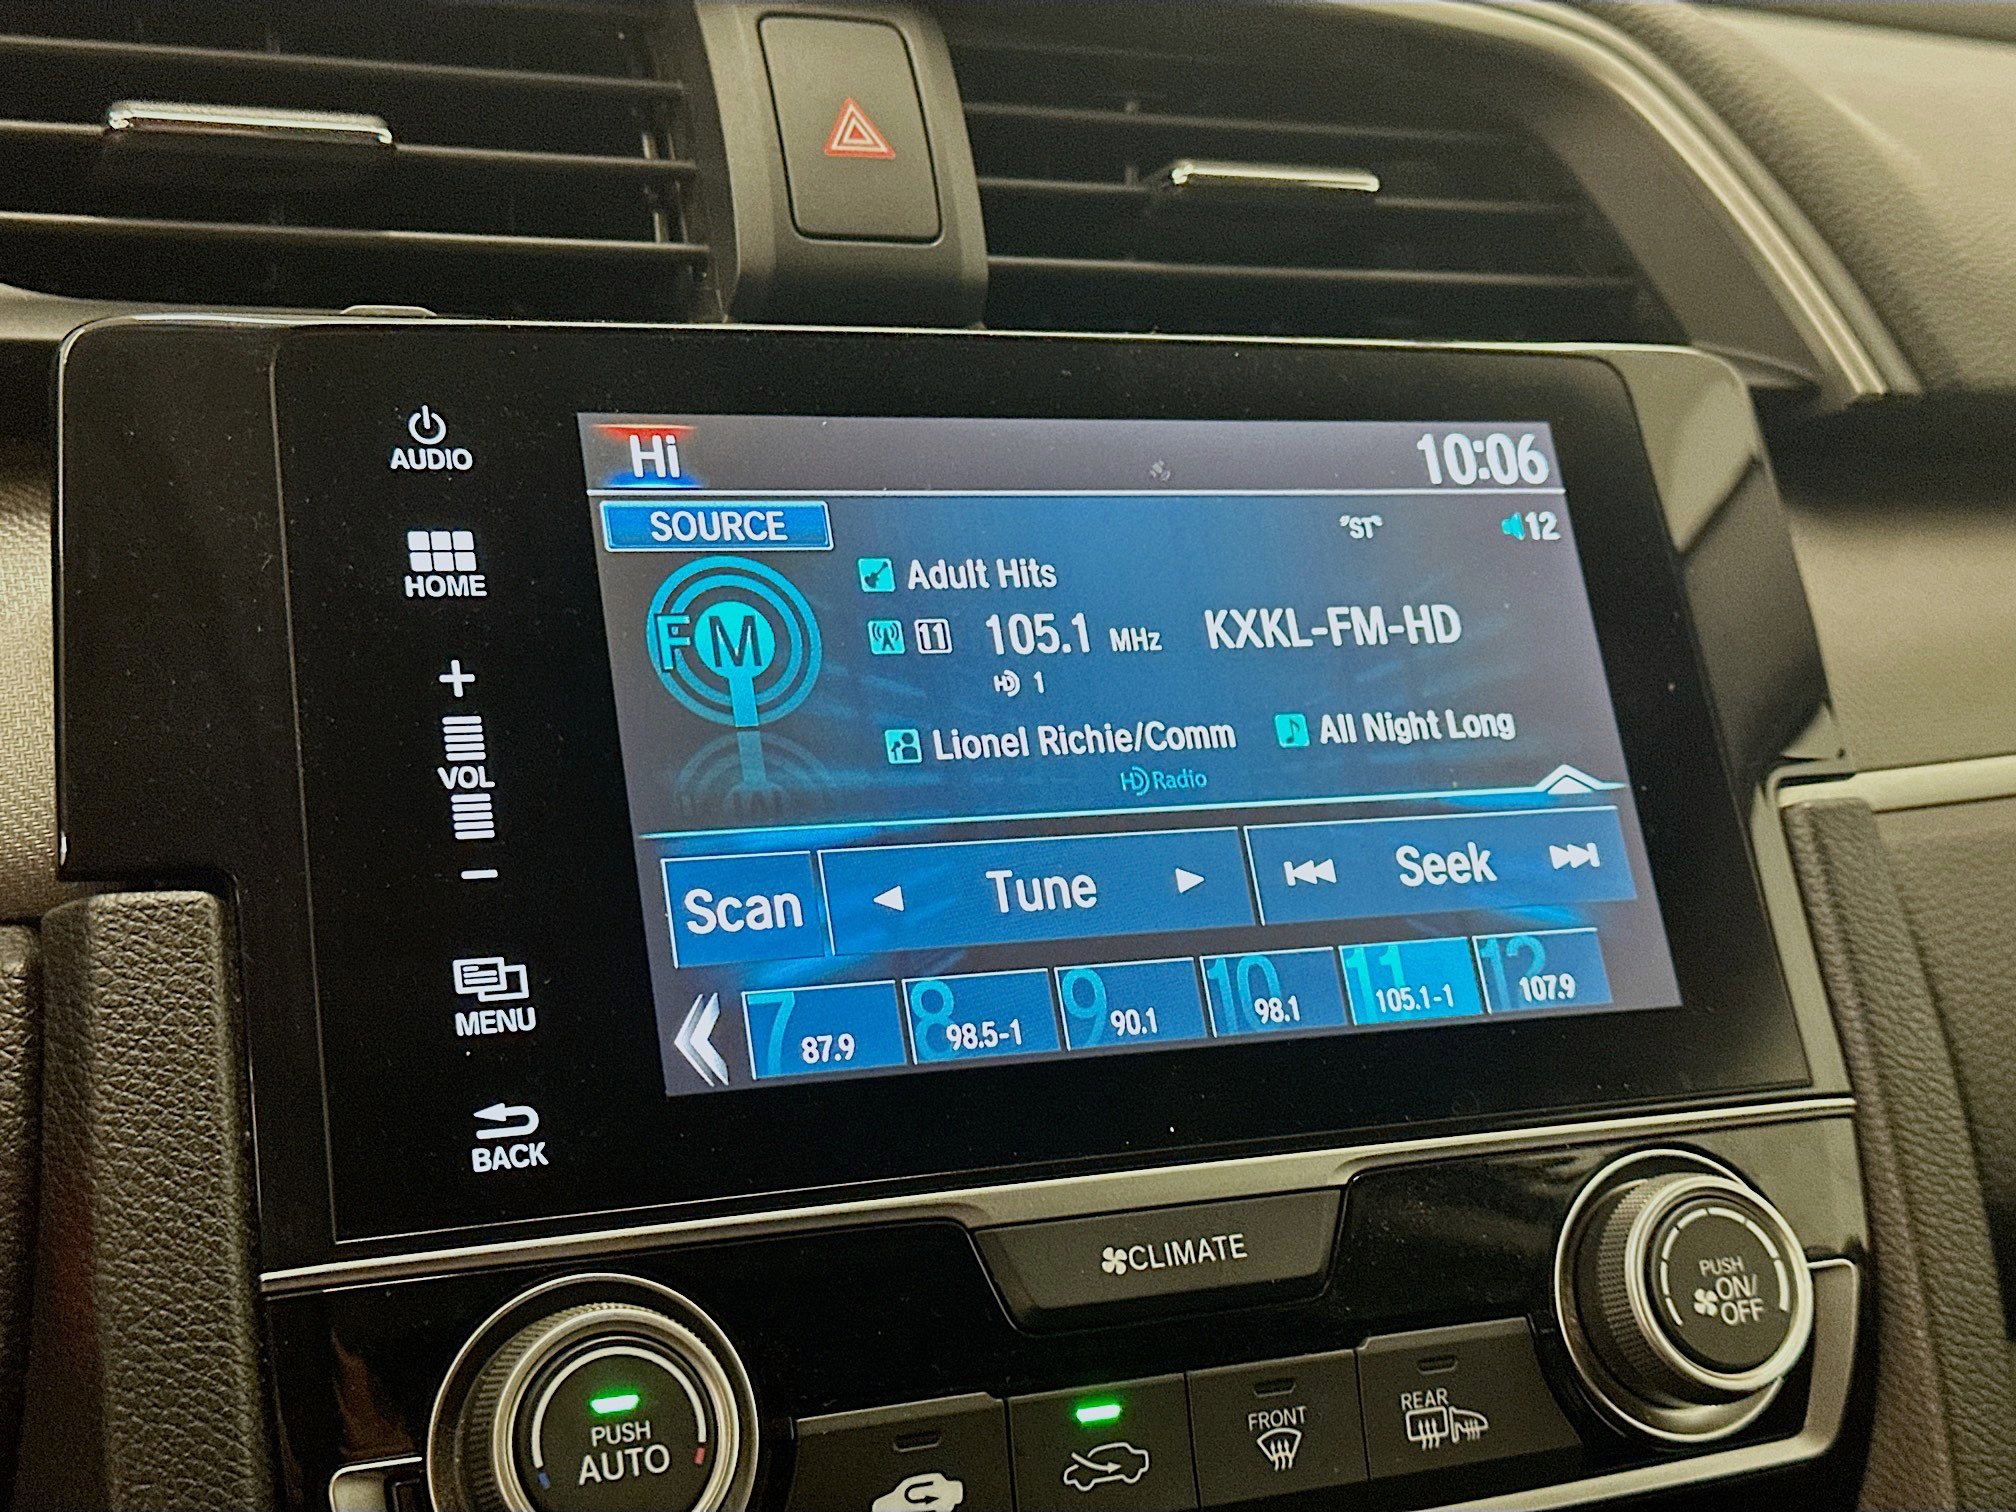 AUDIO
HOME
+
VOL
-
MENU
BACK
Hi
10:06
SOURCE
"ST"
12
FM
Adult Hits
11 105.1 MHz KXKL-FM-HD
HD 1
Lionel Richie/Comm All Night Long
HD Radio
Scan Tune Seek
7 87.9
8 98.5-1
9 90.1
10 98.1
11 105.1-1
12 107.9
CLIMATE
PUSH
ON/
OFF
PUSH
AUTO
FRONT
REAR